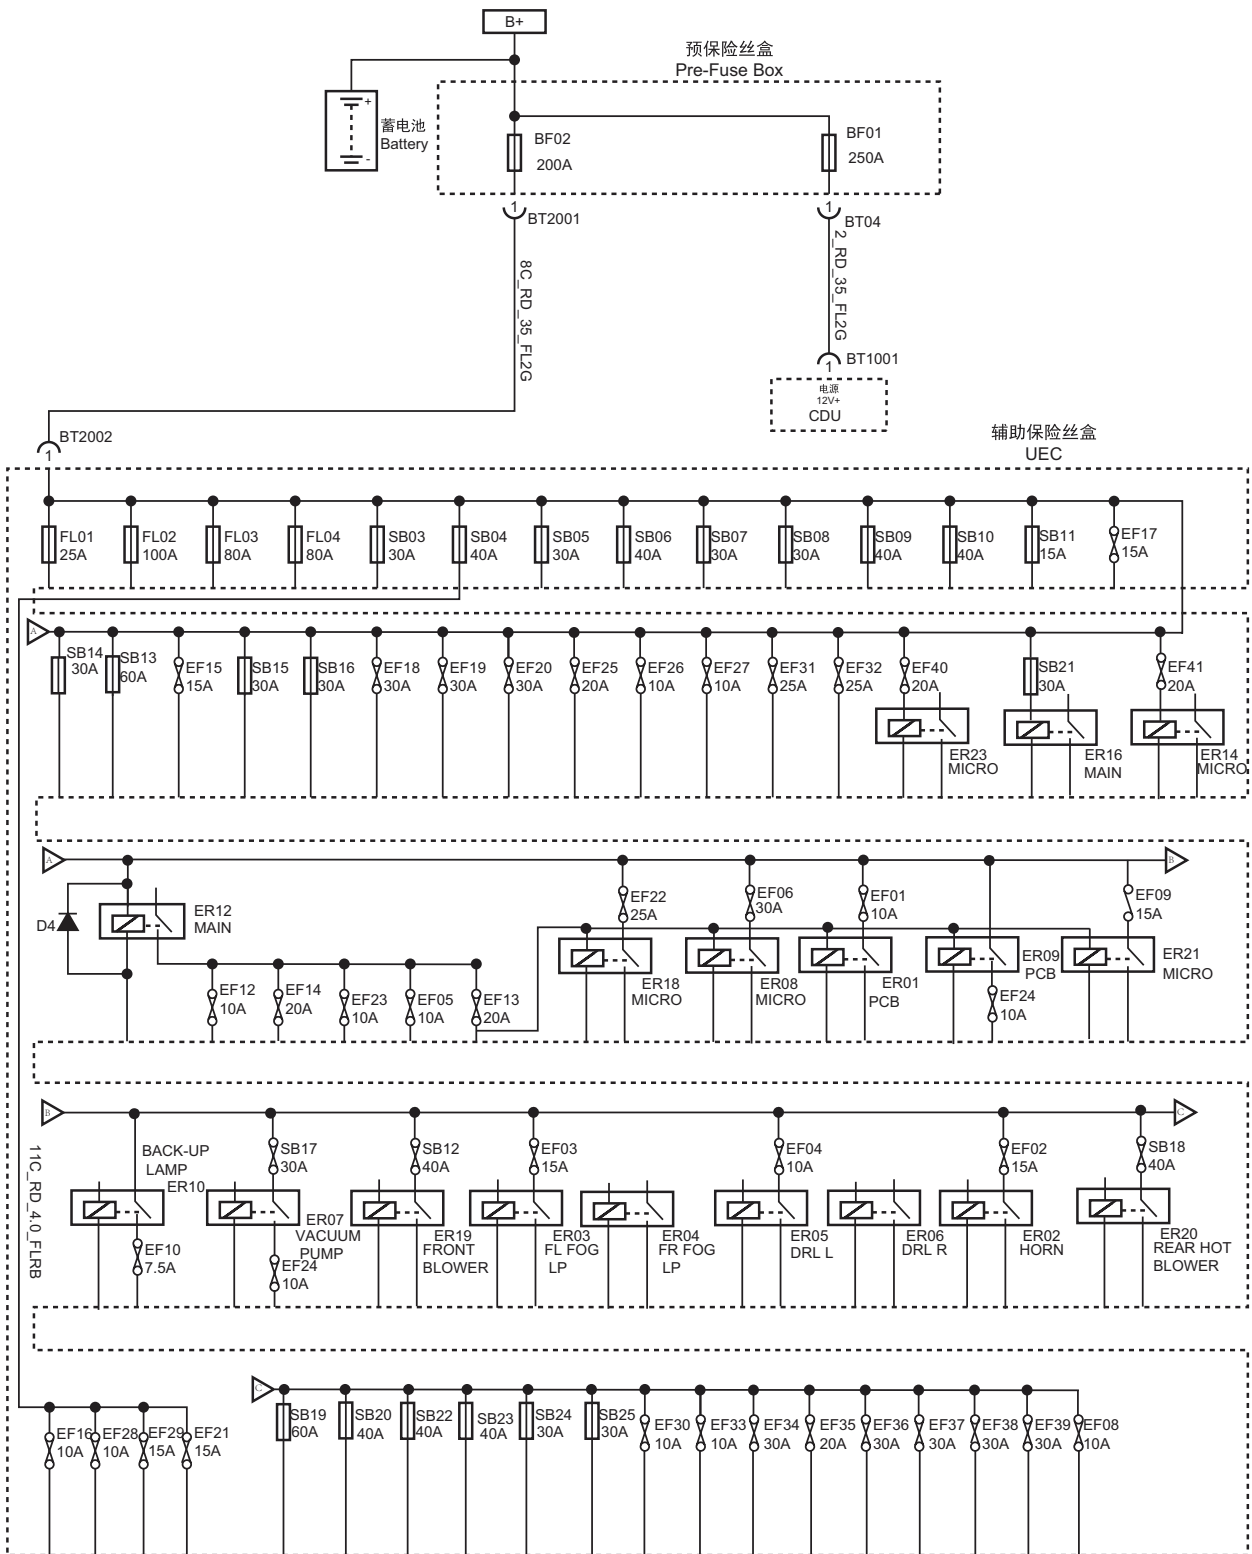 B+
预保险丝盒
Pre-Fuse Box
+
蓄电池
Battery
-
BF02
200A
BF01
250A
1
BT2001
1
BT04
8C_RD_35_FL2G
2_RD_35_FL2G
BT1001
1
电源
12V+
CDU
BT2002
1
辅助保险丝盒
UEC
FL01
25A
FL02
100A
FL03
80A
FL04
80A
SB03
30A
SB04
40A
SB05
30A
SB06
40A
SB07
30A
SB08
30A
SB09
40A
SB10
40A
SB11
15A
EF17
15A
A
SB14
30A
SB13
60A
EF15
15A
SB15
30A
SB16
30A
EF18
30A
EF19
30A
EF20
30A
EF25
20A
EF26
10A
EF27
10A
EF31
25A
EF32
25A
EF40
20A
SB21
30A
EF41
20A
ER23
MICRO
ER16
MAIN
ER14
MICRO
A
B
D4
ER12
MAIN
EF22
25A
EF06
30A
EF01
10A
EF09
15A
ER18
MICRO
ER08
MICRO
ER01
PCB
ER09
PCB
EF24
10A
ER21
MICRO
EF12
10A
EF14
20A
EF23
10A
EF05
10A
EF13
20A
B
C
11C_RD_4.0_FLRB
BACK-UP
LAMP
ER10
EF10
7.5A
SB17
30A
ER07
VACUUM
PUMP
EF24
10A
SB12
40A
ER19
FRONT
BLOWER
EF03
15A
ER03
FL FOG
LP
ER04
FR FOG
LP
EF04
10A
ER05
DRL L
ER06
DRL R
EF02
15A
ER02
HORN
SB18
40A
ER20
REAR HOT
BLOWER
C
EF16
10A
EF28
10A
EF29
15A
EF21
15A
SB19
60A
SB20
40A
SB22
40A
SB23
40A
SB24
30A
SB25
30A
EF30
10A
EF33
10A
EF34
30A
EF35
20A
EF36
30A
EF37
30A
EF38
30A
EF39
30A
EF08
10A